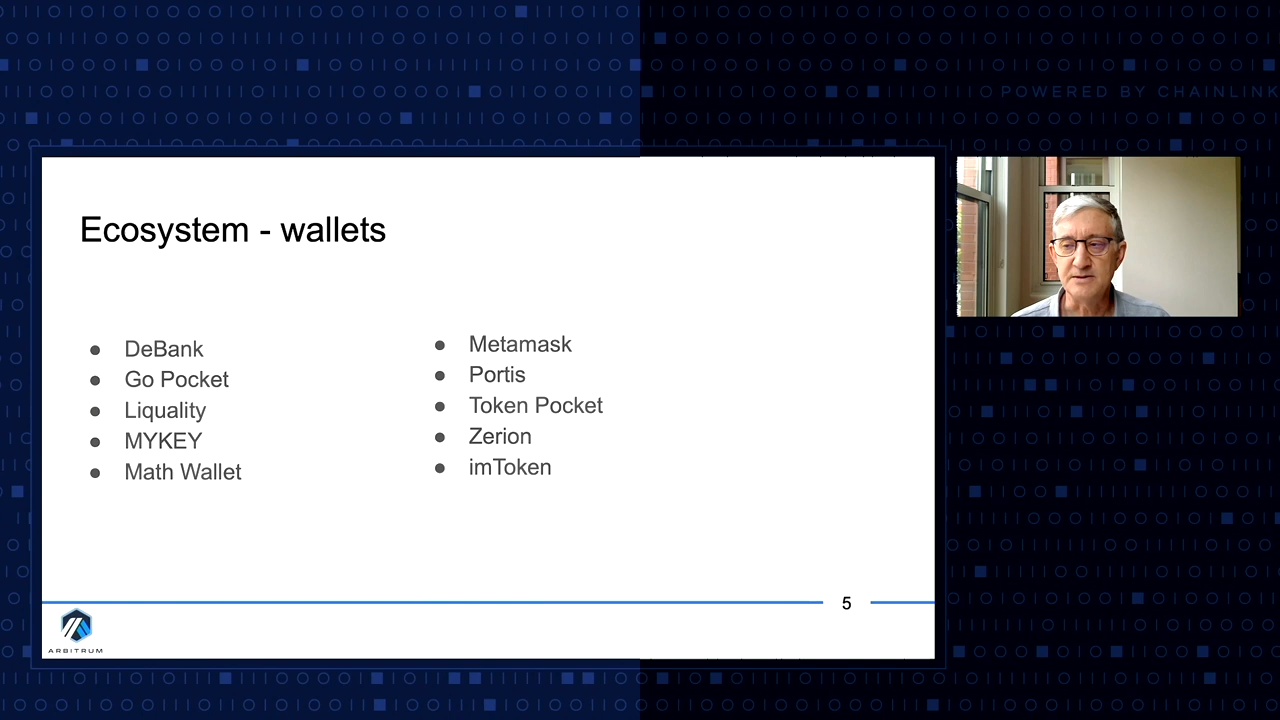 POWERED BY CHAINLINK
Ecosystem - wallets
DeBank
Go Pocket
Liquality
MYKEY
Math Wallet
Metamask
Portis
Token Pocket
Zerion
imToken
5
ARBITRUM